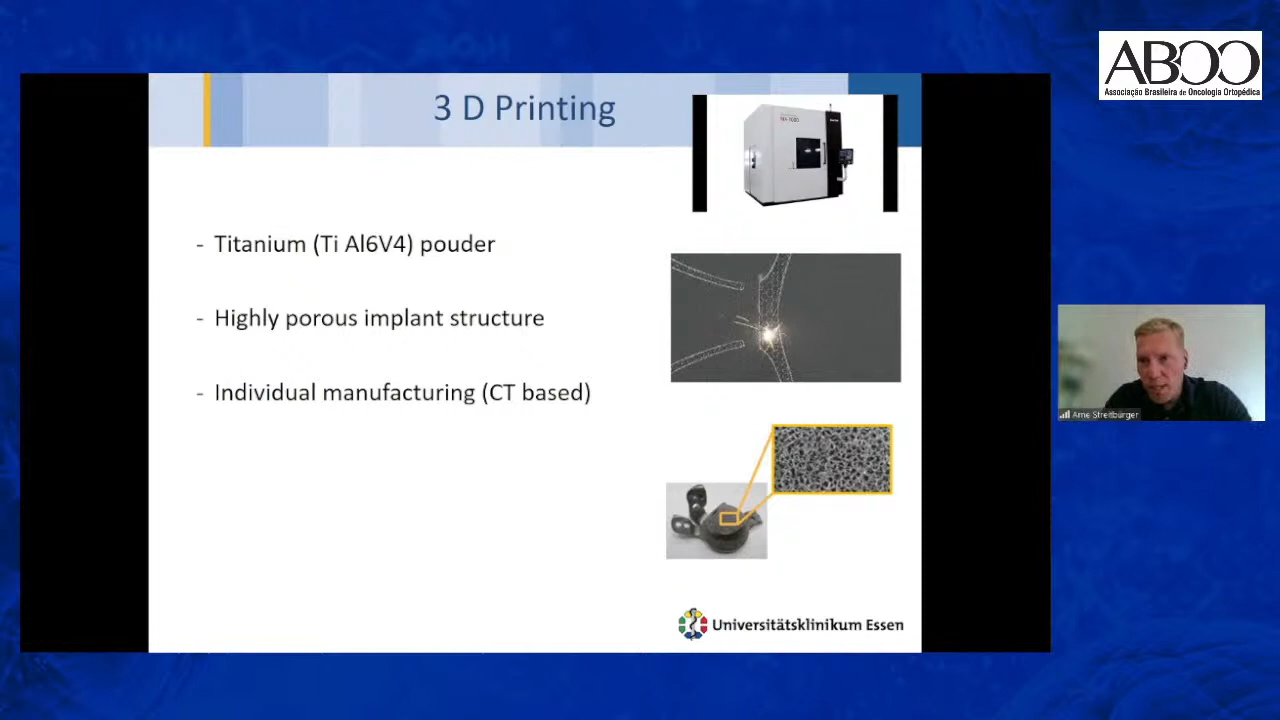 3 D Printing
- Titanium (Ti Al6V4) pouder
- Highly porous implant structure
- Individual manufacturing (CT based)
Universitätsklinikum Essen
ABOO
Associação Brasileira de Oncologia Ortopédica
Arne Streitbürger